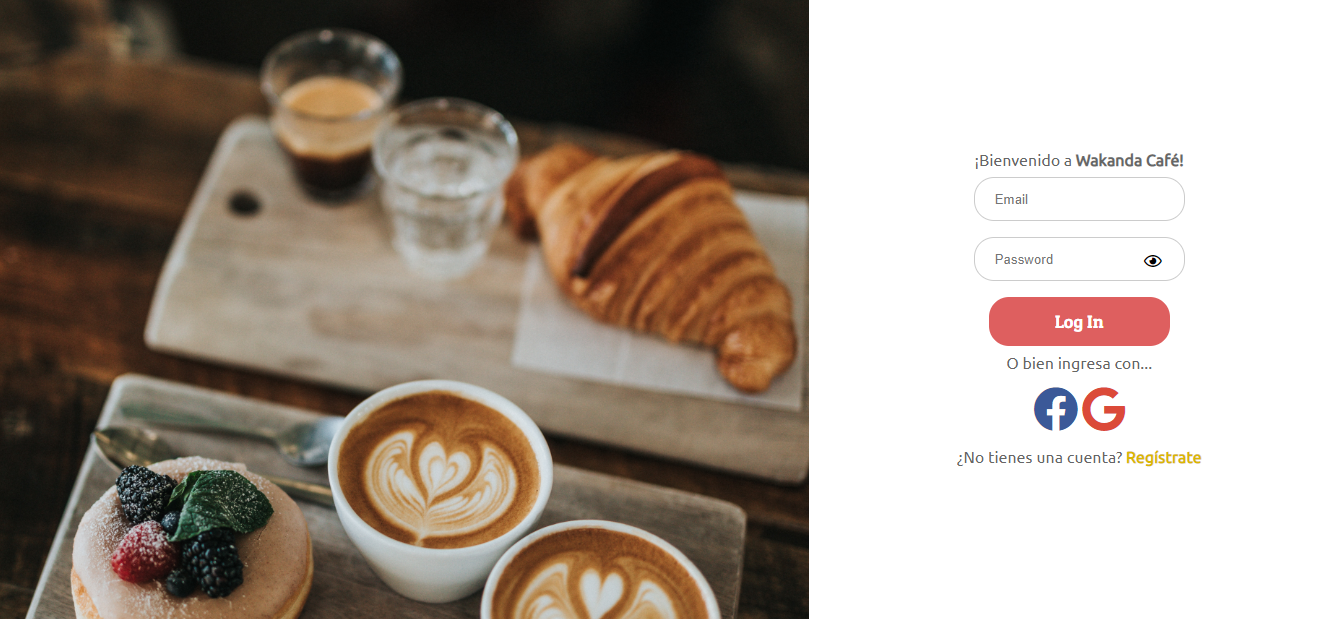 ¡Bienvenido a Wakanda Café!
Email
Password
Log In
O bien ingresa con...
¿No tienes una cuenta? Regístrate